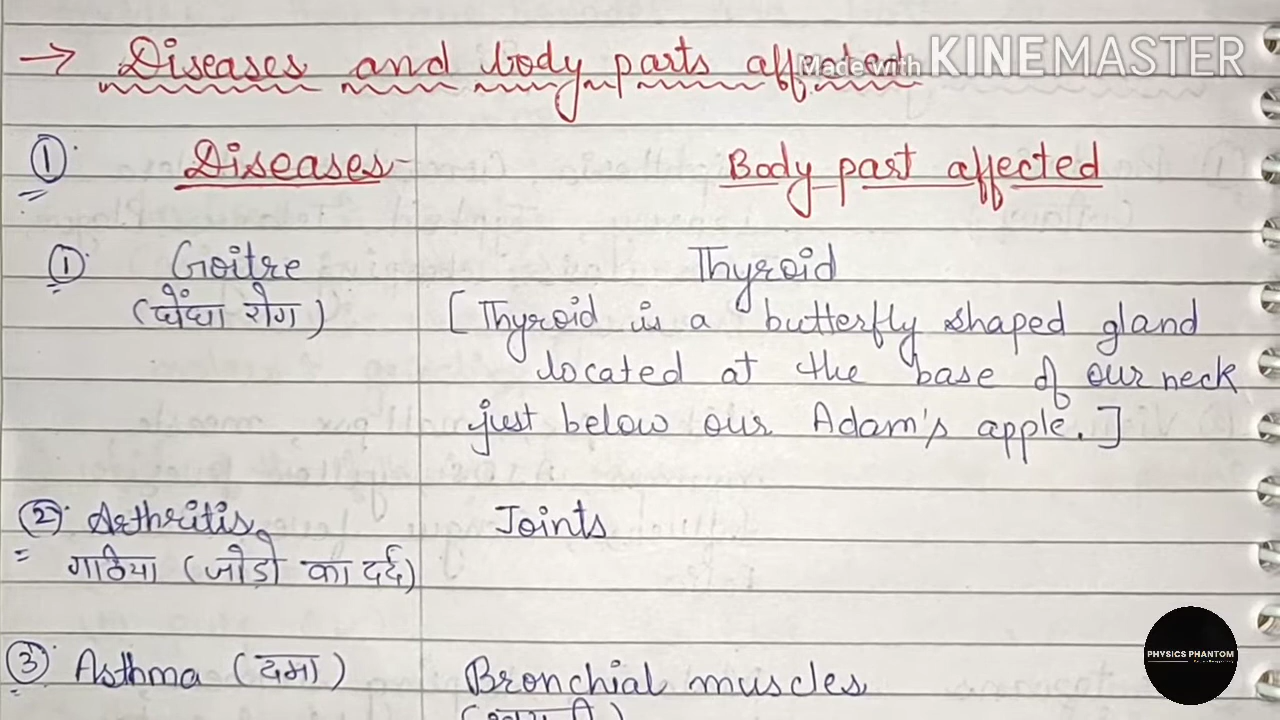 → Diseases and body parts affected
Made with KINEMASTER
① Diseases Body part affected
① Goitre Thyroid
(घेंघा रोग) [Thyroid is a butterfly shaped gland
located at the base of our neck
just below our Adam's apple.]
② Arthritis Joints
गाठिया (जोड़ो का दर्द)
③ Asthma (दमा) Bronchial muscles
PHYSICS PHANTOM